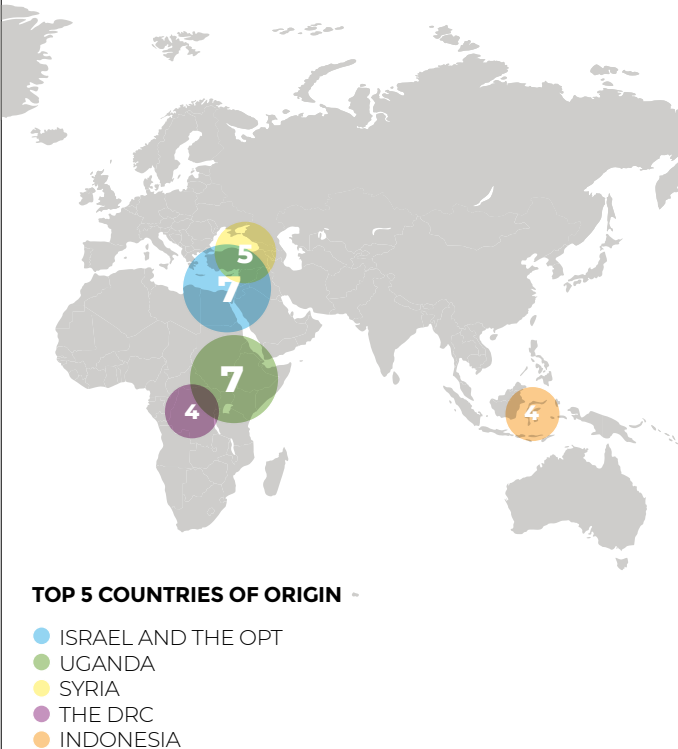 5
7
7
4
4
TOP 5 COUNTRIES OF ORIGIN
ISRAEL AND THE OPT
UGANDA
SYRIA
THE DRC
INDONESIA